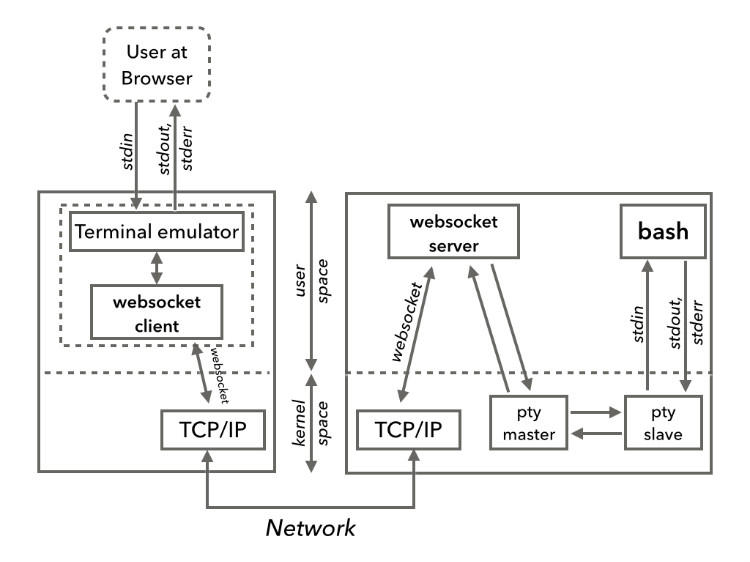 User at
Browser
stdin
stdout,
stderr
Terminal emulator
websocket
client
websocket
TCP/IP
user
space
kernel
space
websocket
server
bash
websocket
stdin
stdout,
stderr
TCP/IP
pty
master
pty
slave
Network